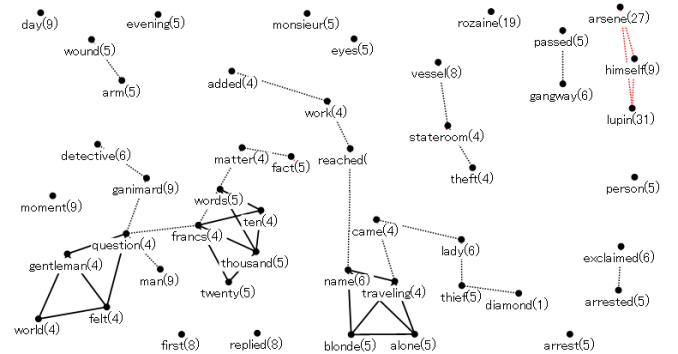 day(9)
evening(5)
monsieur(5)
rozaine(19)
arsene(27)
wound(5)
eyes(5)
passed(5)
himself(9)
arm(5)
added(4)
vessel(8)
gangway(6)
work(4)
lupin(31)
stateroom(4)
detective(6)
matter(4)
fact(5)
reached(
theft(4)
ganimard(9)
person(5)
moment(9)
words(5)
ten(4)
came(4)
question(4)
francs(4)
lady(6)
exclaimed(6)
gentleman(4)
thousand(5)
man(9)
twenty(5)
name(6)
traveling(4)
thief(5)
diamond(1)
arrested(5)
world(4)
felt(4)
first(8)
replied(8)
blonde(5)
alone(5)
arrest(5)